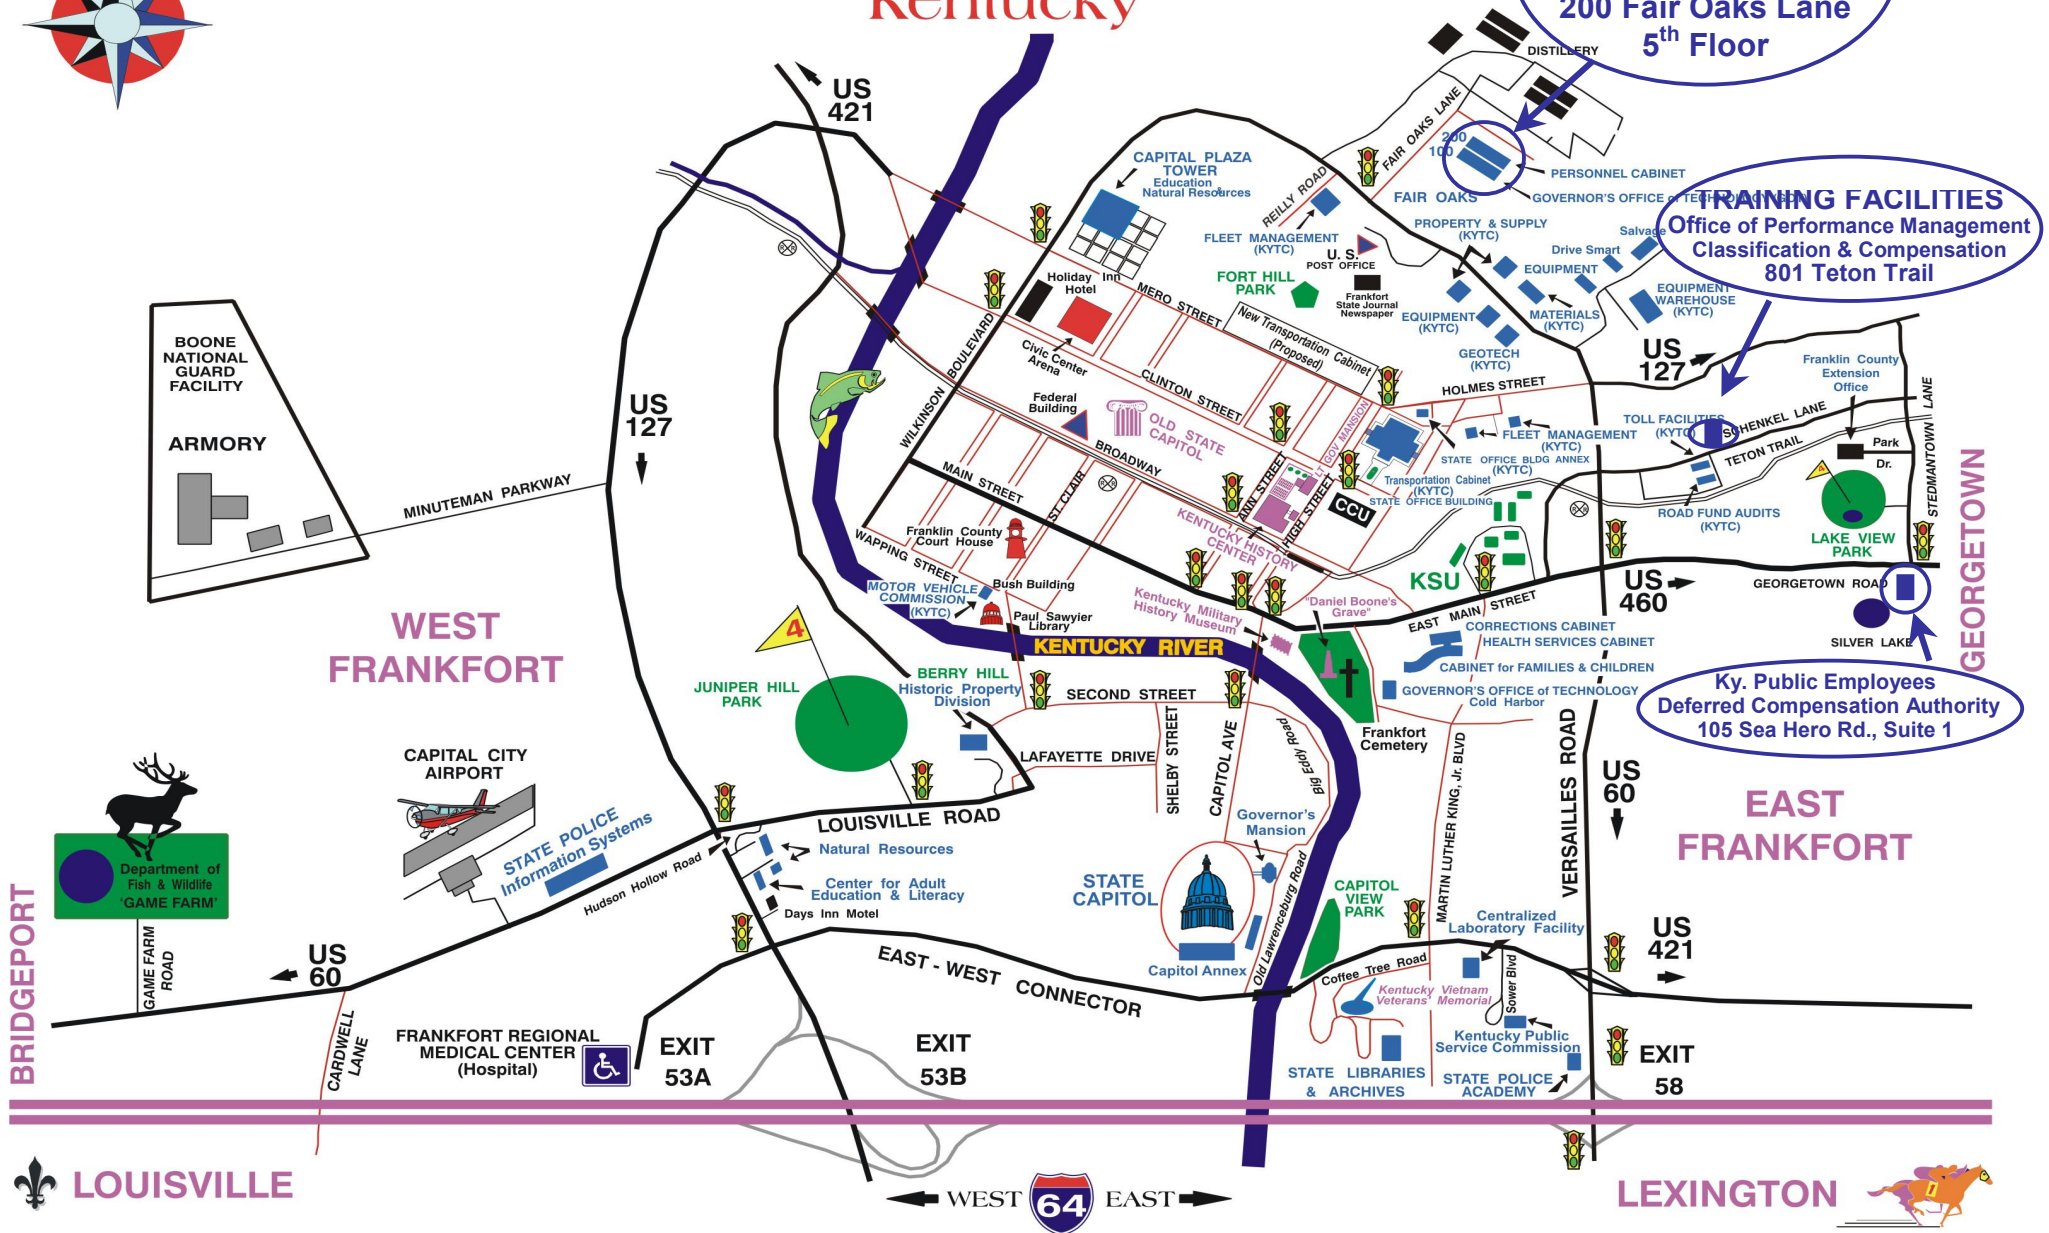 Kentucky
200 Fair Oaks Lane
5th Floor
DISTILLERY
US
421
FAIR OAKS LANE
200
100
PERSONNEL CABINET
GOVERNOR'S OFFICE of TECHNOLOGY
FAIR OAKS
REILLY ROAD
CAPITAL PLAZA
TOWER
Education &
Natural Resources
TRAINING FACILITIES
Office of Performance Management
Classification & Compensation
801 Teton Trail
FLEET MANAGEMENT
(KYTC)
PROPERTY & SUPPLY
(KYTC)
Salvage
Drive Smart
EQUIPMENT
U. S.
POST OFFICE
FORT HILL
PARK
Frankfort
State Journal
Newspaper
EQUIPMENT
(KYTC)
MATERIALS
(KYTC)
EQUIPMENT
WAREHOUSE
(KYTC)
GEOTECH
(KYTC)
Holiday Inn
Hotel
MERO STREET
New Transportation Cabinet
(Proposed)
Civic Center
Arena
WILKINSON BOULEVARD
CLINTON STREET
BOONE
NATIONAL
GUARD
FACILITY
ARMORY
MINUTEMAN PARKWAY
US
127
US
127
HOLMES STREET
Franklin County
Extension
Office
STEDMANTOWN LANE
Federal
Building
OLD STATE
CAPITOL
BROADWAY
LT GOV MANSION
TOLL FACILITIES
(KYTC)
SCHENKEL LANE
TETON TRAIL
Park
Dr.
4
FLEET MANAGEMENT
(KYTC)
STATE OFFICE BLDG ANNEX
(KYTC)
Transportation Cabinet
(KYTC)
STATE OFFICE BUILDING
MAIN STREET
ST. CLAIR
ANN STREET
HIGH STREET
CCU
KENTUCKY HISTORY
CENTER
Franklin County
Court House
WAPPING STREET
ROAD FUND AUDITS
(KYTC)
LAKE VIEW
PARK
GEORGETOWN
KSU
US
460
GEORGETOWN ROAD
SILVER LAKE
MOTOR VEHICLE
COMMISSION
(KYTC)
Bush Building
Paul Sawyier
Library
Kentucky Military
History Museum
"Daniel Boone's
Grave"
EAST MAIN STREET
CORRECTIONS CABINET
HEALTH SERVICES CABINET
CABINET for FAMILIES & CHILDREN
GOVERNOR'S OFFICE of TECHNOLOGY
Cold Harbor
Ky. Public Employees
Deferred Compensation Authority
105 Sea Hero Rd., Suite 1
WEST
FRANKFORT
KENTUCKY RIVER
4
JUNIPER HILL
PARK
BERRY HILL
Historic Property
Division
SECOND STREET
LAFAYETTE DRIVE
SHELBY STREET
CAPITOL AVE
Big Eddy Road
Frankfort
Cemetery
MARTIN LUTHER KING, Jr. BLVD
VERSAILLES ROAD
US
60
EAST
FRANKFORT
CAPITAL CITY
AIRPORT
STATE POLICE
Information Systems
Hudson Hollow Road
LOUISVILLE ROAD
Natural Resources
Center for Adult
Education & Literacy
Days Inn Motel
Governor's
Mansion
STATE
CAPITOL
Capitol Annex
Old Lawrenceburg Road
CAPITOL
VIEW
PARK
Centralized
Laboratory Facility
US
421
Department of
Fish & Wildlife
'GAME FARM'
BRIDGEPORT
GAME FARM
ROAD
US
60
EAST - WEST CONNECTOR
Coffee Tree Road
Kentucky Vietnam
Veterans' Memorial
Sower Blvd
Kentucky Public
Service Commission
CARDWELL
LANE
FRANKFORT REGIONAL
MEDICAL CENTER
(Hospital)
EXIT
53A
EXIT
53B
STATE LIBRARIES
& ARCHIVES
STATE POLICE
ACADEMY
EXIT
58
LOUISVILLE
WEST
64
EAST
LEXINGTON
1